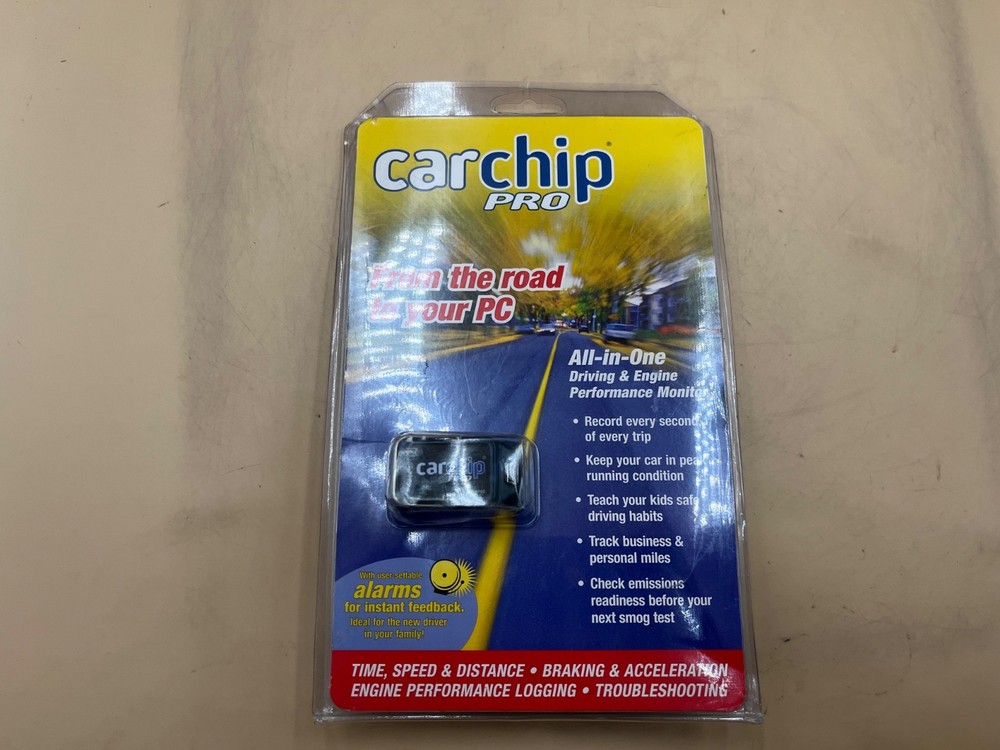 carchip®
PRO
From the road
to your PC
All-in-One
Driving & Engine
Performance Monitor
• Record every second
of every trip
• Keep your car in peak
running condition
• Teach your kids safe
driving habits
• Track business &
personal miles
• Check emissions
readiness before your
next smog test
carchip
With user-settable
alarms
for instant feedback.
Ideal for the new driver
in your family!
TIME, SPEED & DISTANCE • BRAKING & ACCELERATION
ENGINE PERFORMANCE LOGGING • TROUBLESHOOTING